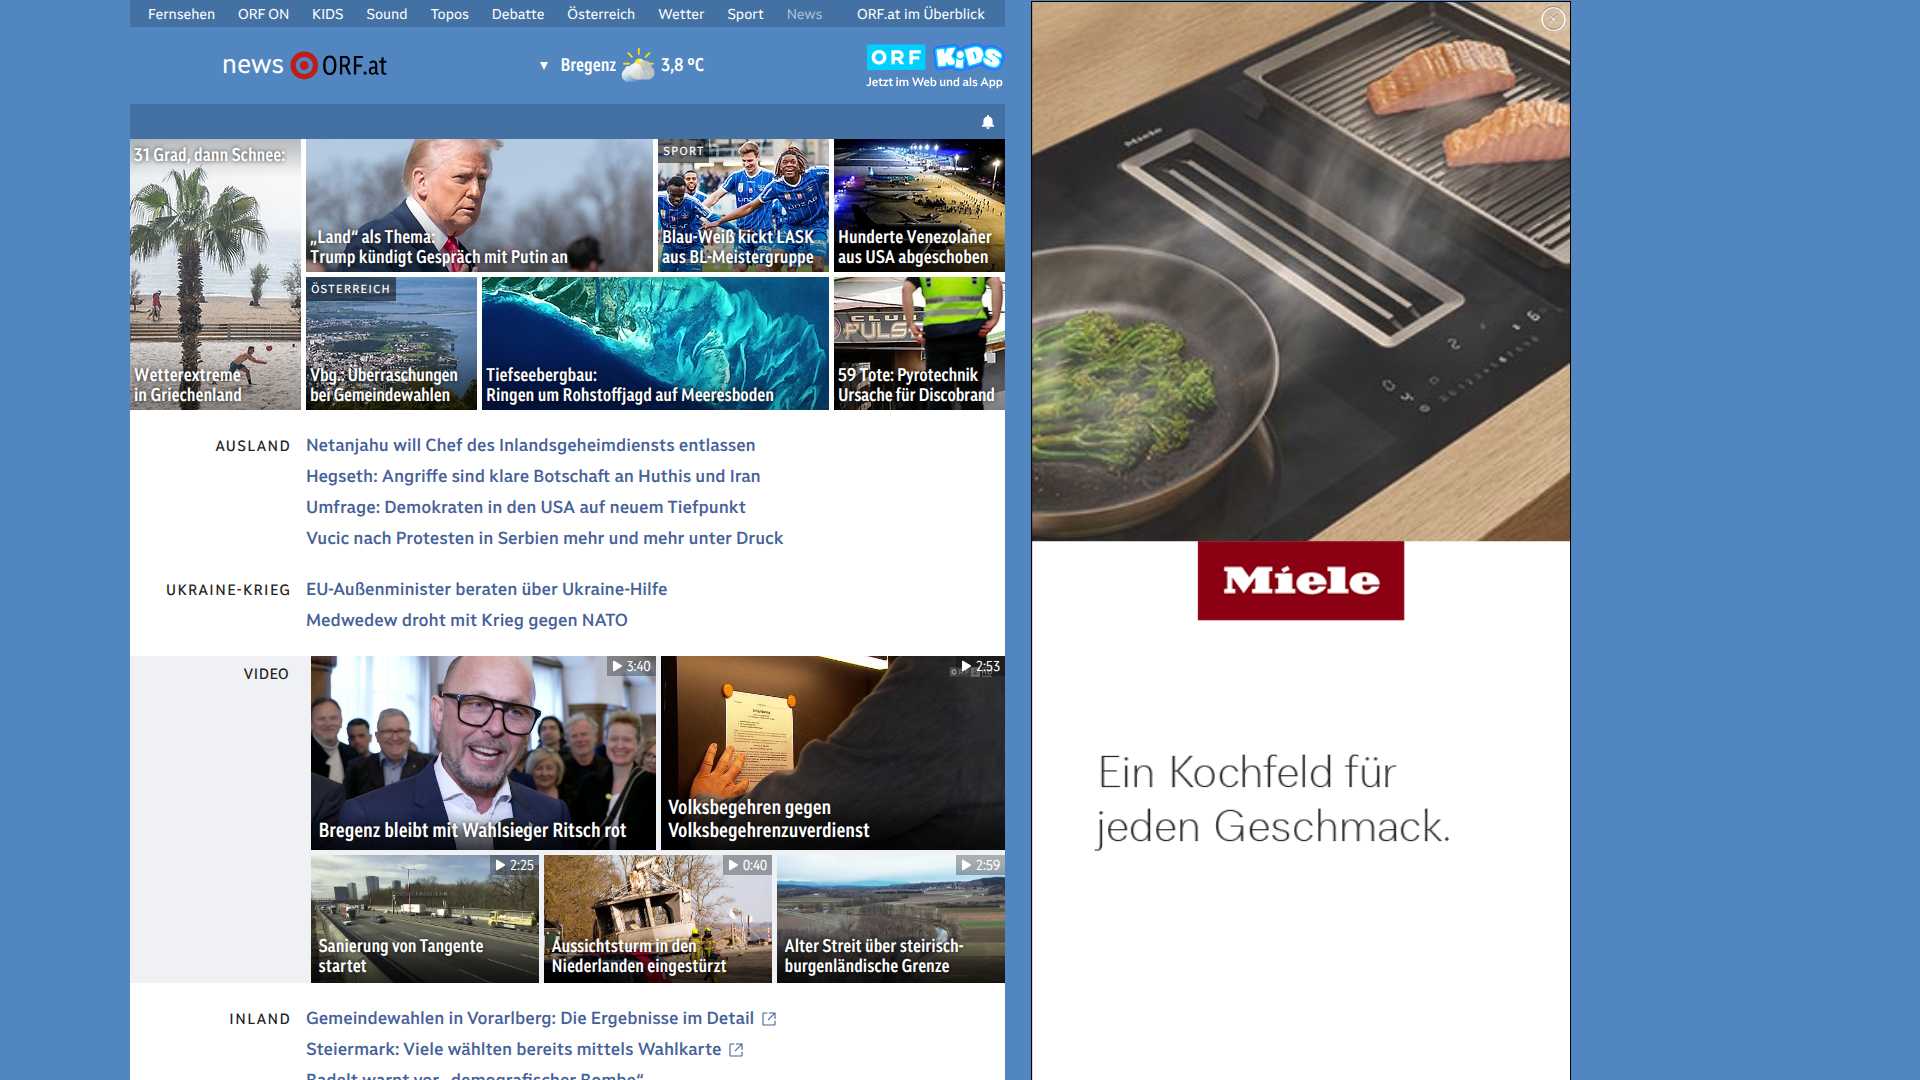 Fernsehen ORF ON KIDS Sound Topos Debatte Österreich Wetter Sport News ORF.at im Überblick
news ORF.at
▼ Bregenz 3,8 °C
ORF KiDS
Jetzt im Web und als App
31 Grad, dann Schnee:
Wetterextreme
in Griechenland
„Land“ als Thema:
Trump kündigt Gespräch mit Putin an
SPORT
Blau-Weiß kickt LASK
aus BL-Meistergruppe
Hunderte Venezolaner
aus USA abgeschoben
ÖSTERREICH
Vbg.: Überraschungen
bei Gemeindewahlen
Tiefseebergbau:
Ringen um Rohstoffjagd auf Meeresboden
CLUB
PULS
59 Tote: Pyrotechnik
Ursache für Discobrand
AUSLAND
Netanjahu will Chef des Inlandsgeheimdiensts entlassen
Hegseth: Angriffe sind klare Botschaft an Huthis und Iran
Umfrage: Demokraten in den USA auf neuem Tiefpunkt
Vucic nach Protesten in Serbien mehr und mehr unter Druck
UKRAINE-KRIEG
EU-Außenminister beraten über Ukraine-Hilfe
Medwedew droht mit Krieg gegen NATO
VIDEO
3:40
Bregenz bleibt mit Wahlsieger Ritsch rot
2:53
Volksbegehren gegen
Volksbegehrenzuverdienst
2:25
Sanierung von Tangente
startet
0:40
Aussichtsturm in den
Niederlanden eingestürzt
2:59
Alter Streit über steirisch-
burgenländische Grenze
INLAND
Gemeindewahlen in Vorarlberg: Die Ergebnisse im Detail
Steiermark: Viele wählten bereits mittels Wahlkarte
Badelt warnt vor „demografischer Bombe“
Miele
Miele
Ein Kochfeld für
jeden Geschmack.